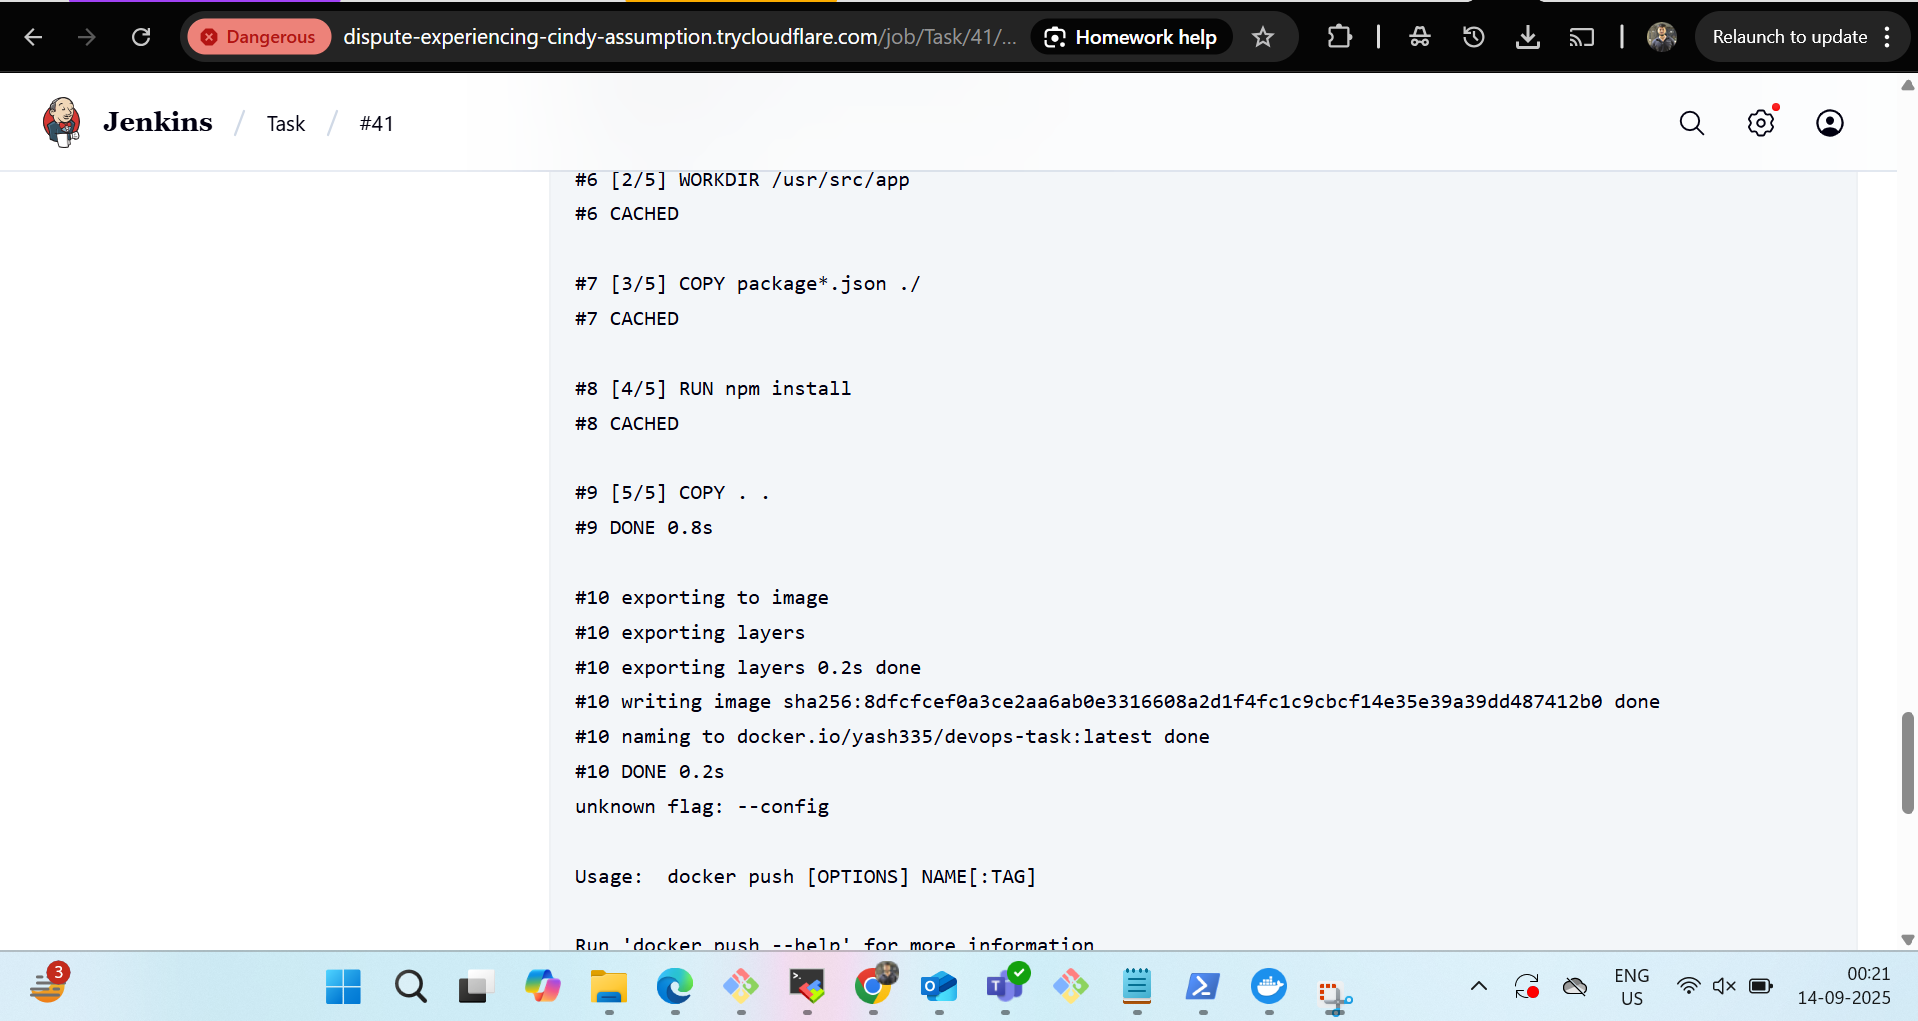 Dangerous dispute-experiencing-cindy-assumption.trycloudflare.com/job/Task/41/... Homework help Relaunch to update
Jenkins / Task / #41
#6 [2/5] WORKDIR /usr/src/app
#6 CACHED
#7 [3/5] COPY package*.json ./
#7 CACHED
#8 [4/5] RUN npm install
#8 CACHED
#9 [5/5] COPY . .
#9 DONE 0.8s
#10 exporting to image
#10 exporting layers
#10 exporting layers 0.2s done
#10 writing image sha256:8dfcfcef0a3ce2aa6ab0e3316608a2d1f4fc1c9cbcf14e35e39a39dd487412b0 done
#10 naming to docker.io/yash335/devops-task:latest done
#10 DONE 0.2s
unknown flag: --config
Usage:  docker push [OPTIONS] NAME[:TAG]
Run 'docker push --help' for more information
3
ENG
US
00:21
14-09-2025